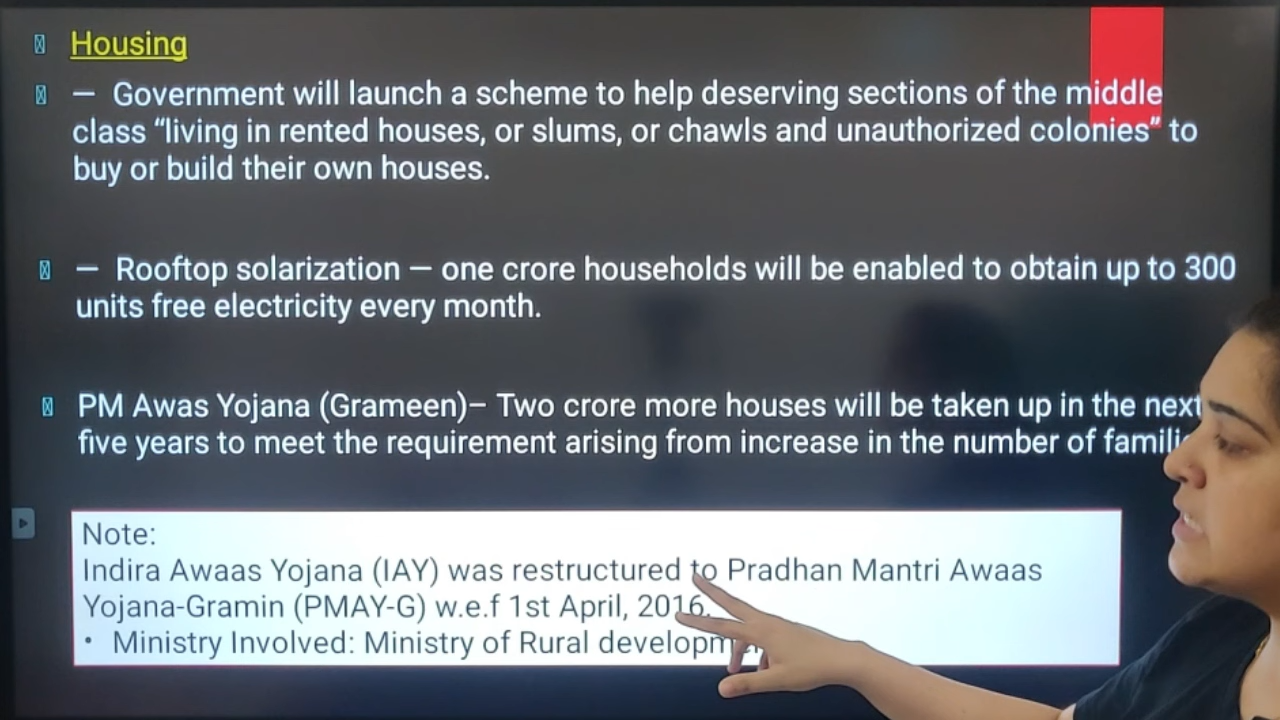 Housing
— Government will launch a scheme to help deserving sections of the middle
class “living in rented houses, or slums, or chawls and unauthorized colonies” to
buy or build their own houses.
— Rooftop solarization — one crore households will be enabled to obtain up to 300
units free electricity every month.
PM Awas Yojana (Grameen)– Two crore more houses will be taken up in the next
five years to meet the requirement arising from increase in the number of
Note:
Indira Awaas Yojana (IAY) was restructured to Pradhan Mantri Awaas
Yojana-Gramin (PMAY-G) w.e.f 1st April, 2016.
• Ministry Involved: Ministry of Rural